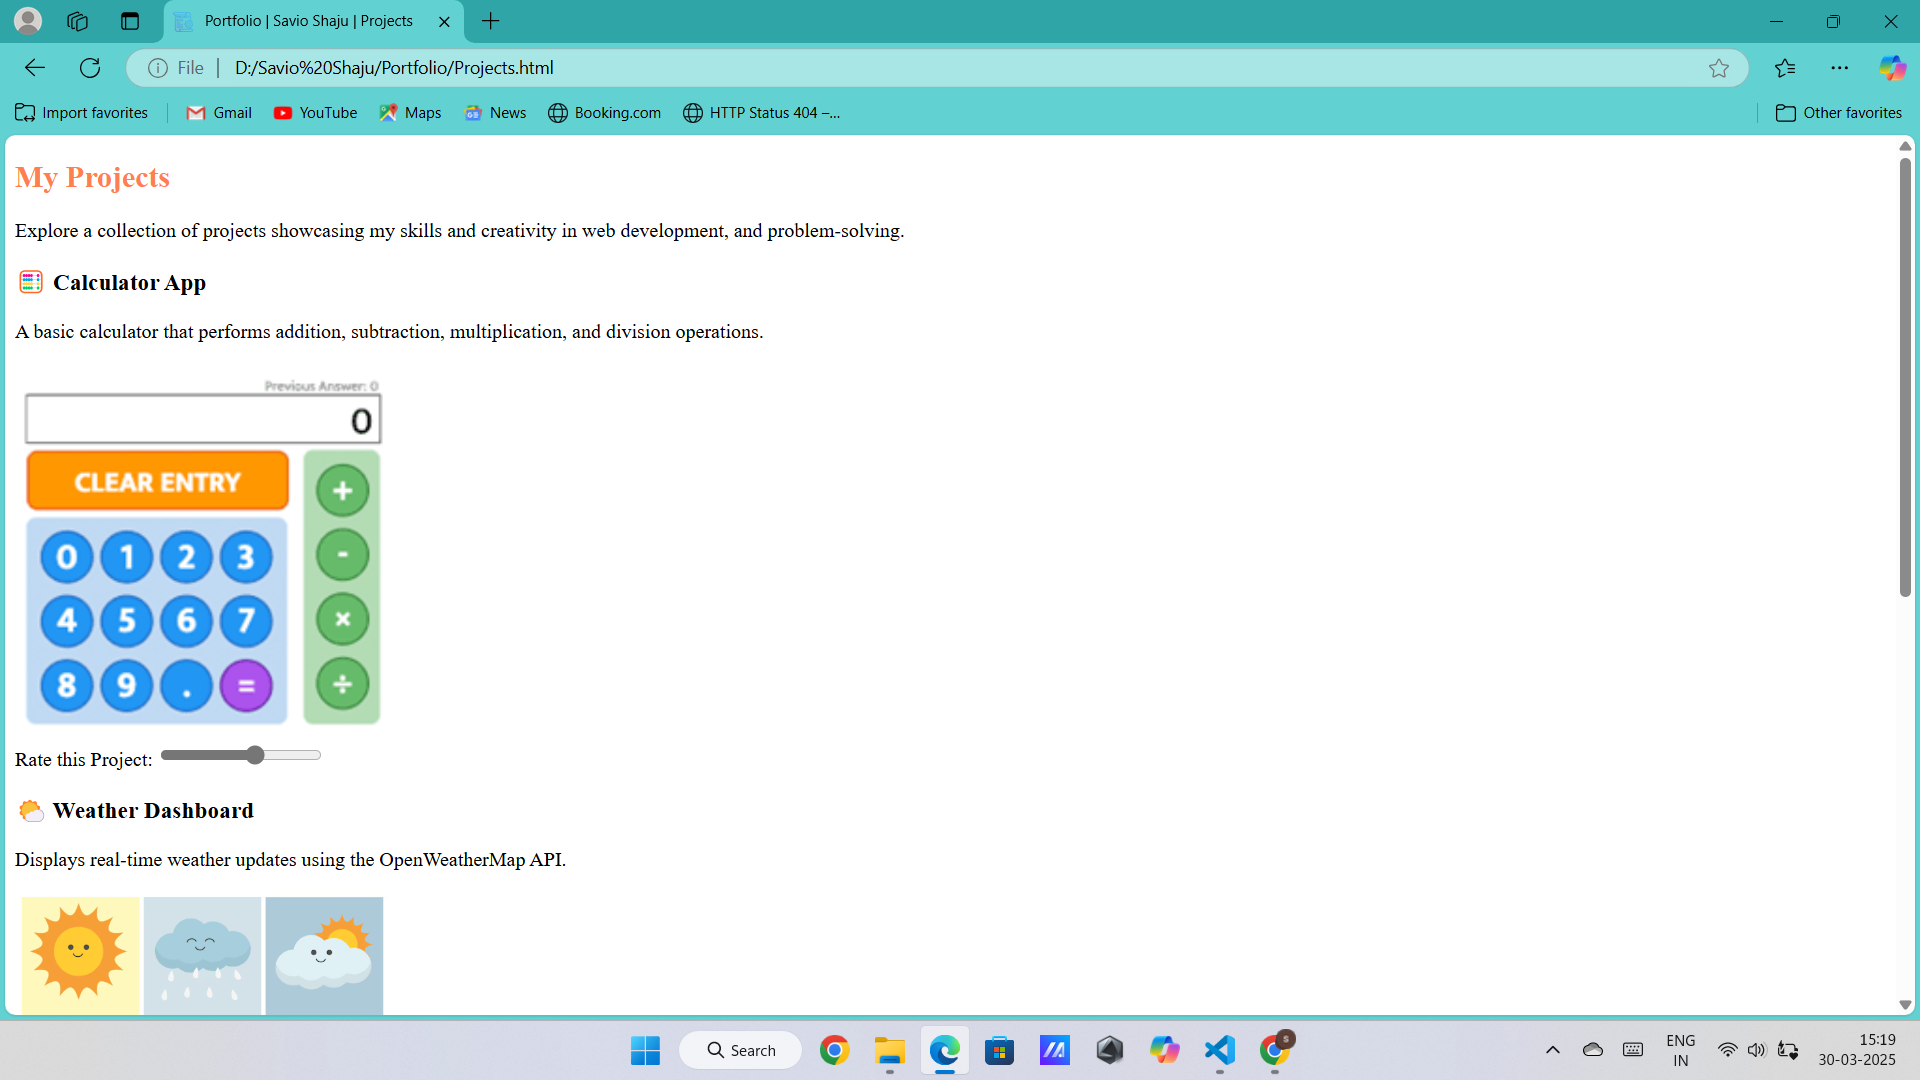 Portfolio | Savio Shaju | Projects
File
D:/Savio%20Shaju/Portfolio/Projects.html
Import favorites
Gmail
YouTube
Maps
News
Booking.com
HTTP Status 404 –...
Other favorites
My Projects
Explore a collection of projects showcasing my skills and creativity in web development, and problem-solving.
Calculator App
A basic calculator that performs addition, subtraction, multiplication, and division operations.
Previous Answer: 0
0
CLEAR ENTRY
+
0 1 2 3
-
4 5 6 7
×
8 9 . =
÷
Rate this Project:
Weather Dashboard
Displays real-time weather updates using the OpenWeatherMap API.
Search
ENG
IN
15:19
30-03-2025